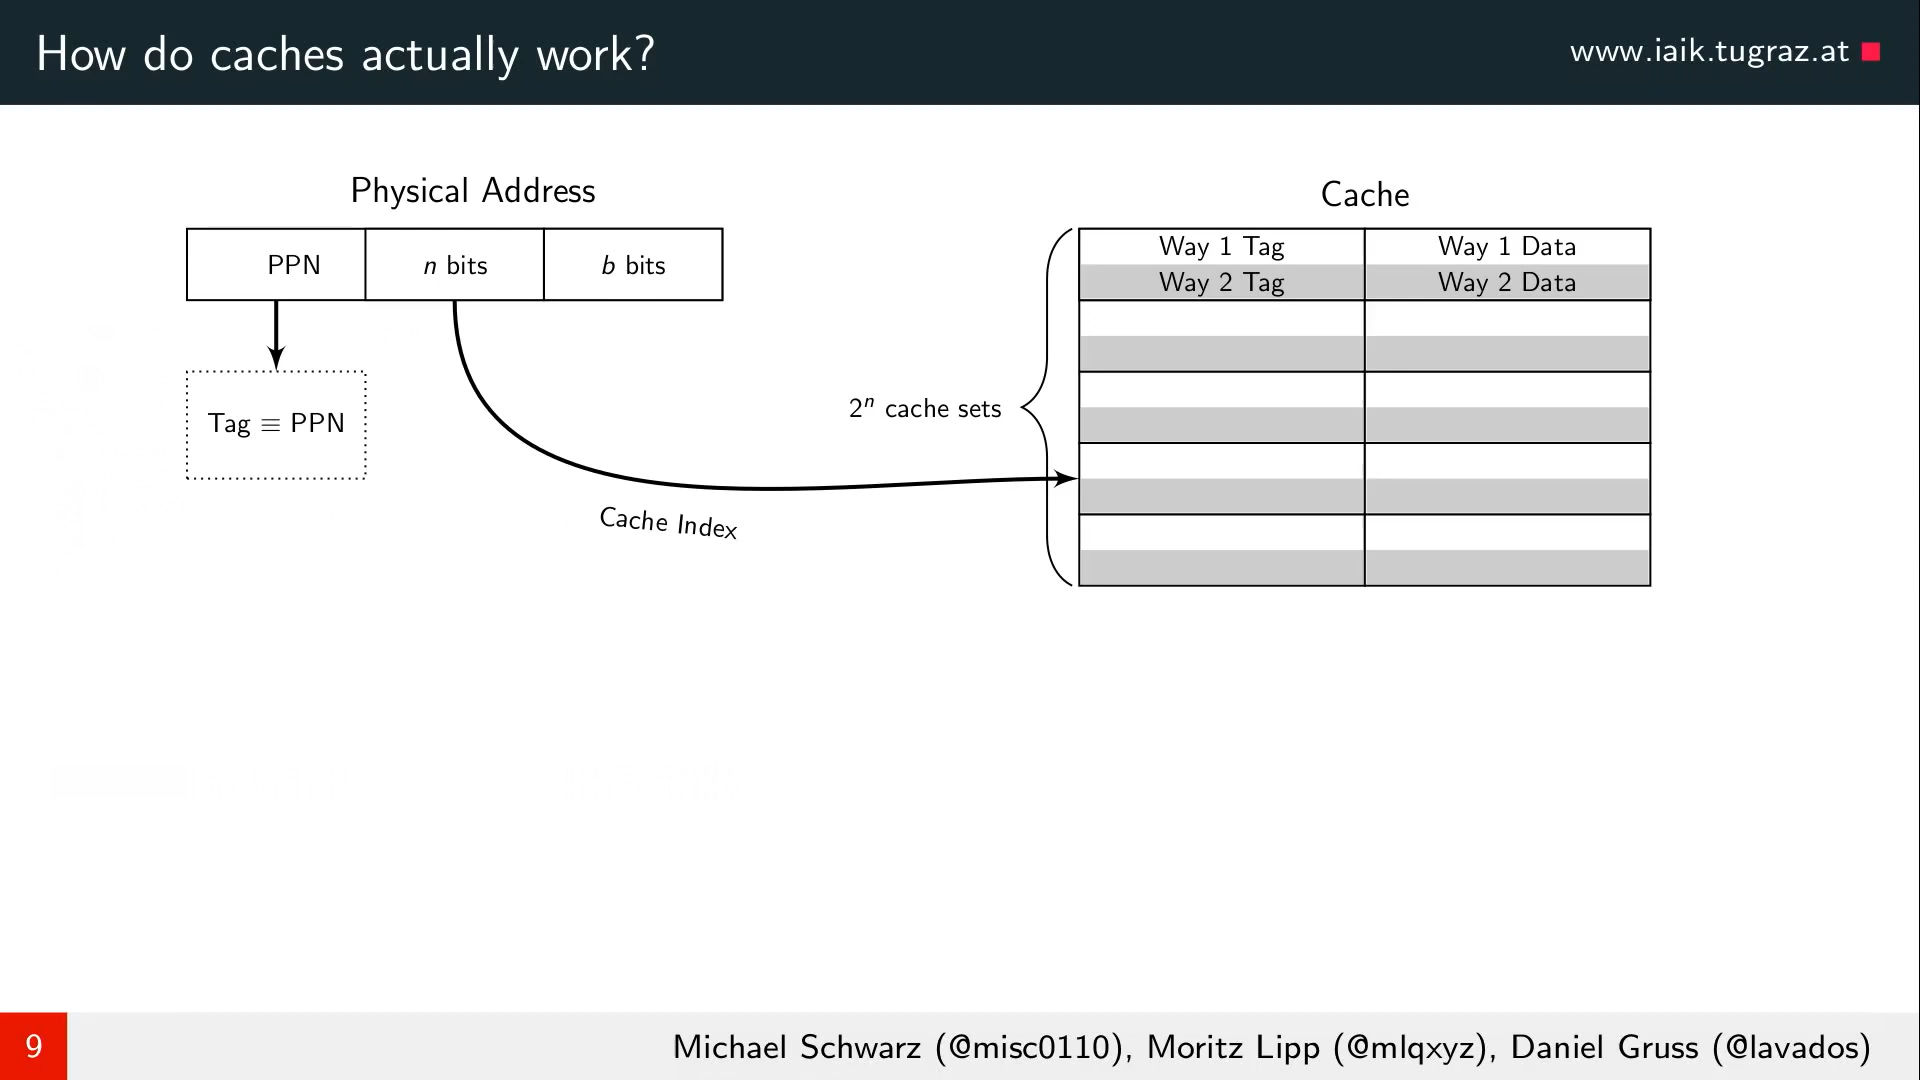 How do caches actually work?
www.iaik.tugraz.at
Physical Address
PPN
n bits
b bits
Tag ≡ PPN
Cache Index
2ⁿ cache sets
Cache
Way 1 Tag
Way 1 Data
Way 2 Tag
Way 2 Data
9
Michael Schwarz (@misc0110), Moritz Lipp (@mlqxyz), Daniel Gruss (@lavados)